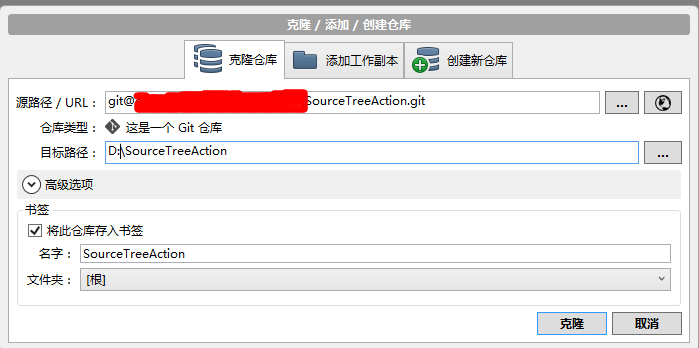 克隆 / 添加 / 创建仓库
克隆仓库 添加工作副本 创建新仓库
源路径 / URL： git@ SourceTreeAction.git ...
仓库类型： 这是一个 Git 仓库
目标路径： D:\SourceTreeAction ...
高级选项
书签
将此仓库存入书签
名字： SourceTreeAction
文件夹： [根]
克隆 取消